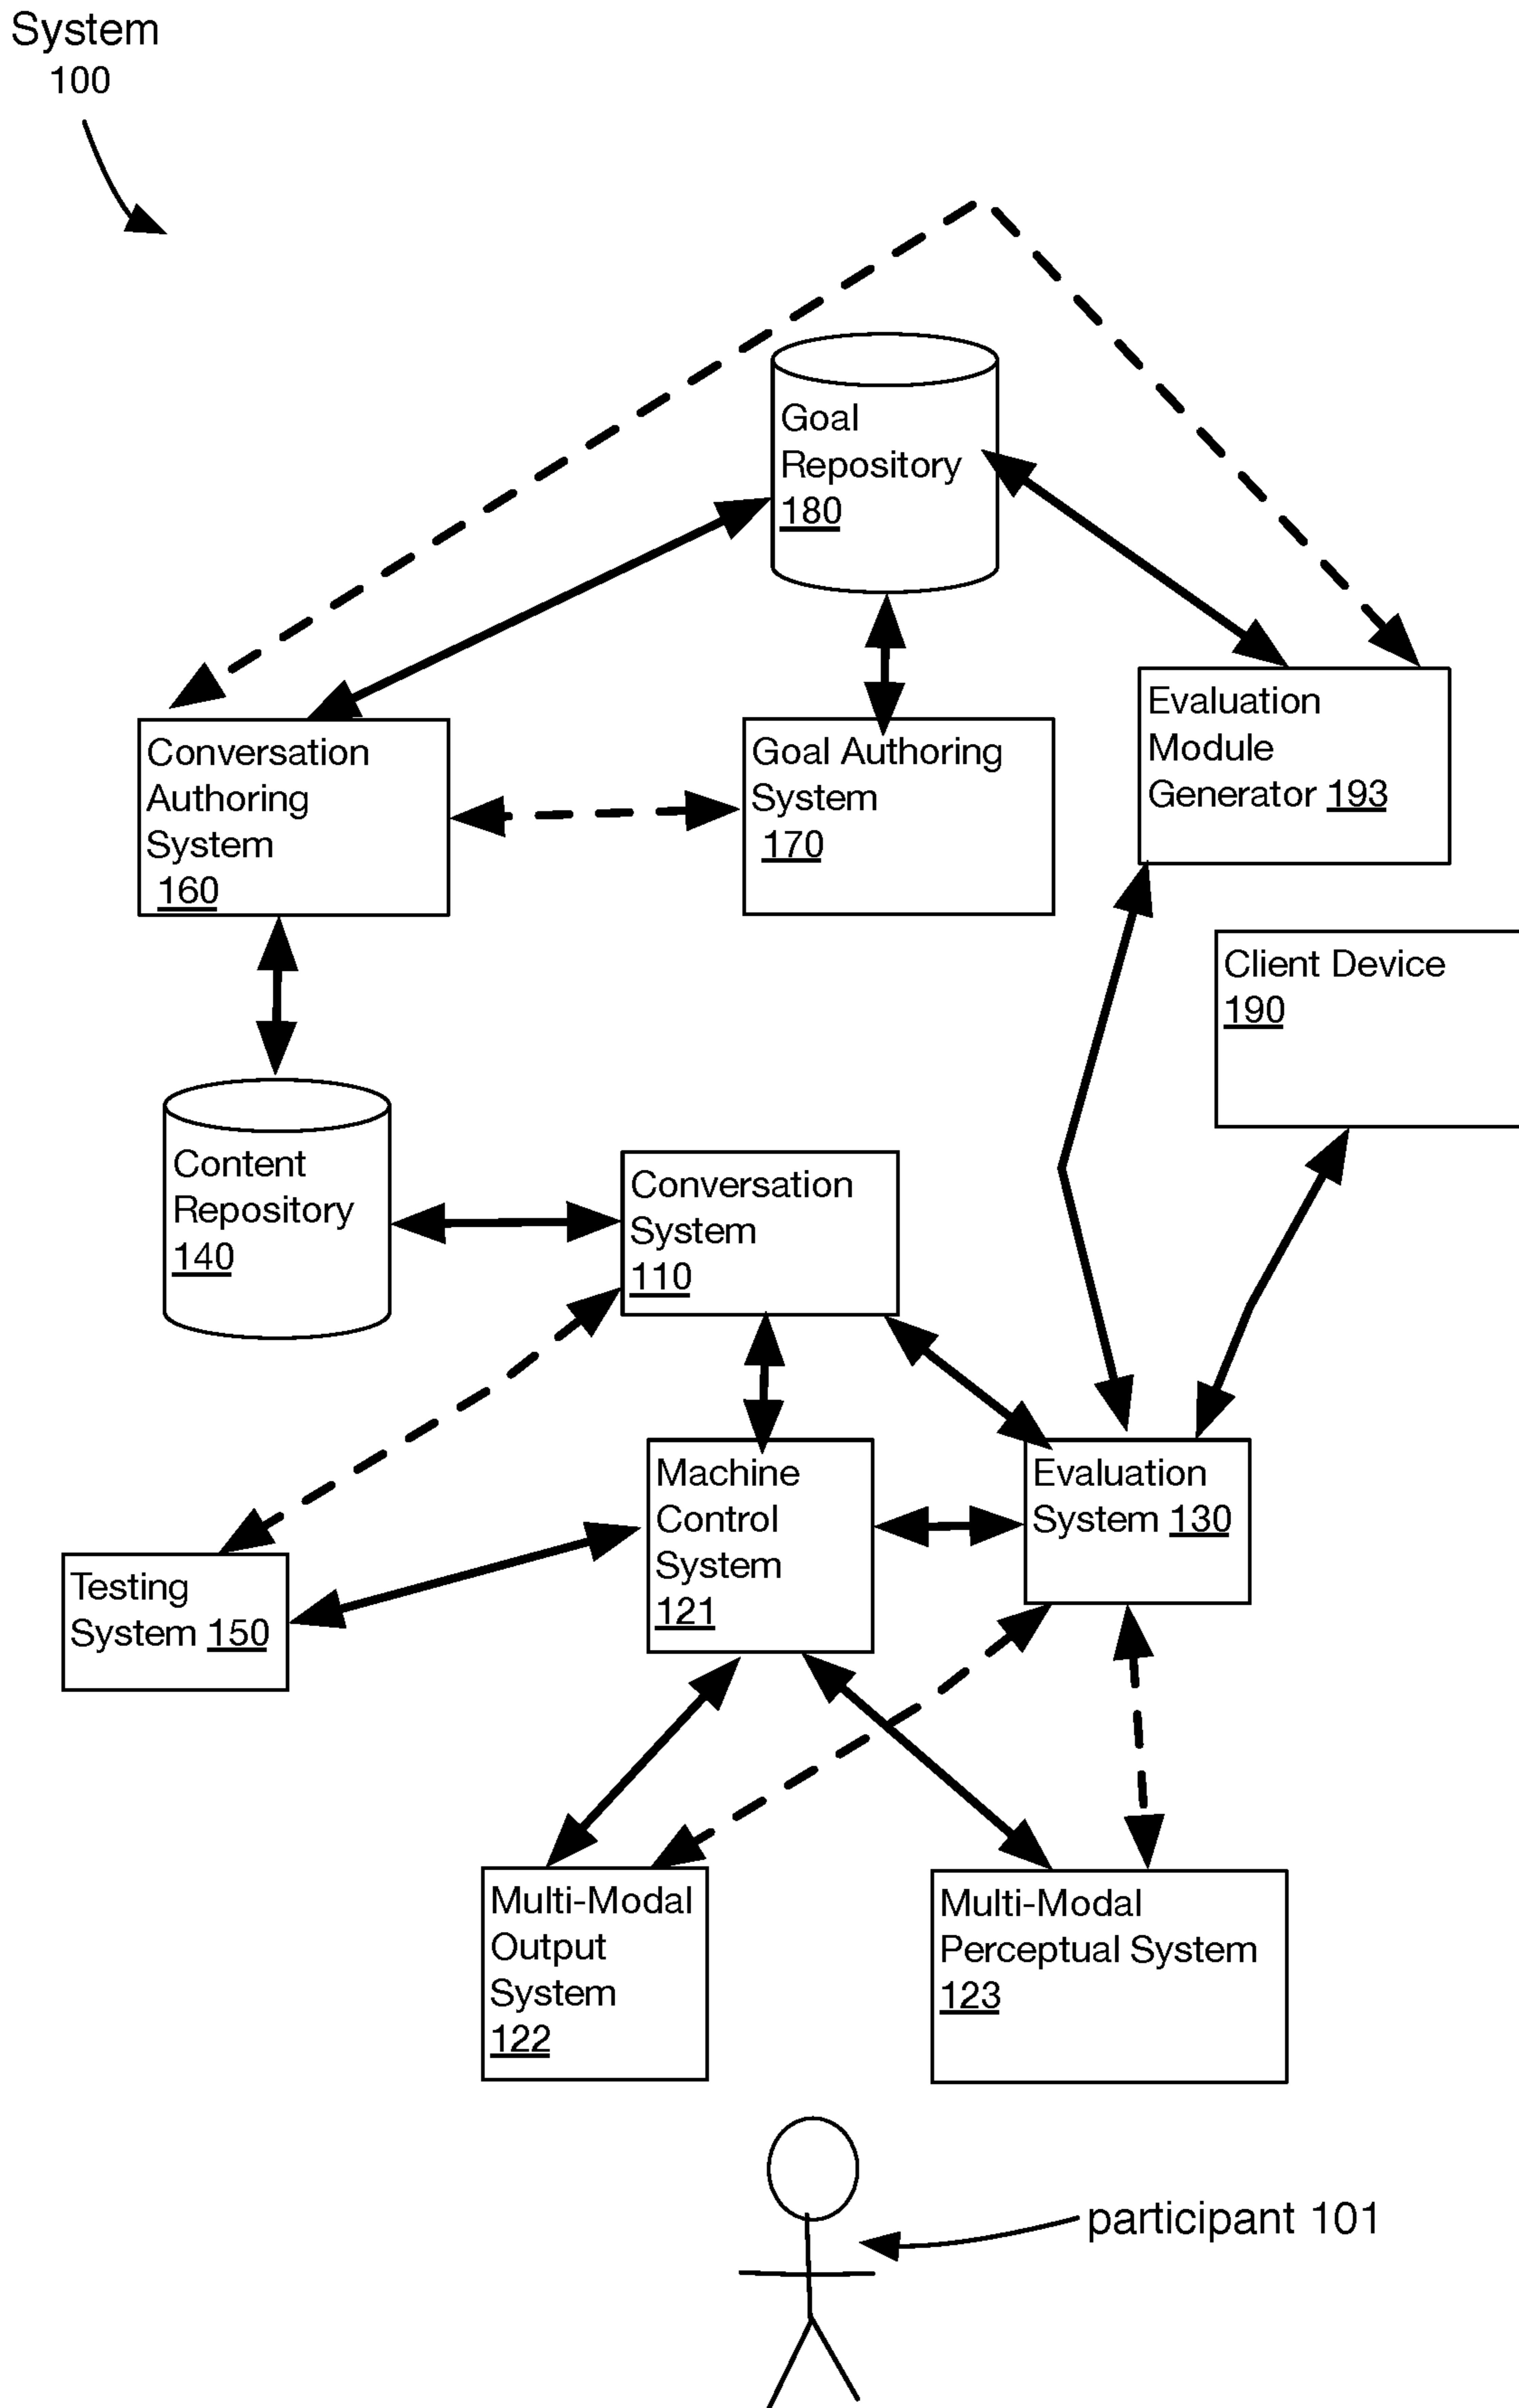 System
100
Goal
Repository
180
Conversation
Authoring
System
160
Goal Authoring
System
170
Evaluation
Module
Generator 193
Client Device
190
Content
Repository
140
Conversation
System
110
Machine
Control
System
121
Evaluation
System 130
Testing
System 150
Multi-Modal
Output
System
122
Multi-Modal
Perceptual System
123
participant 101